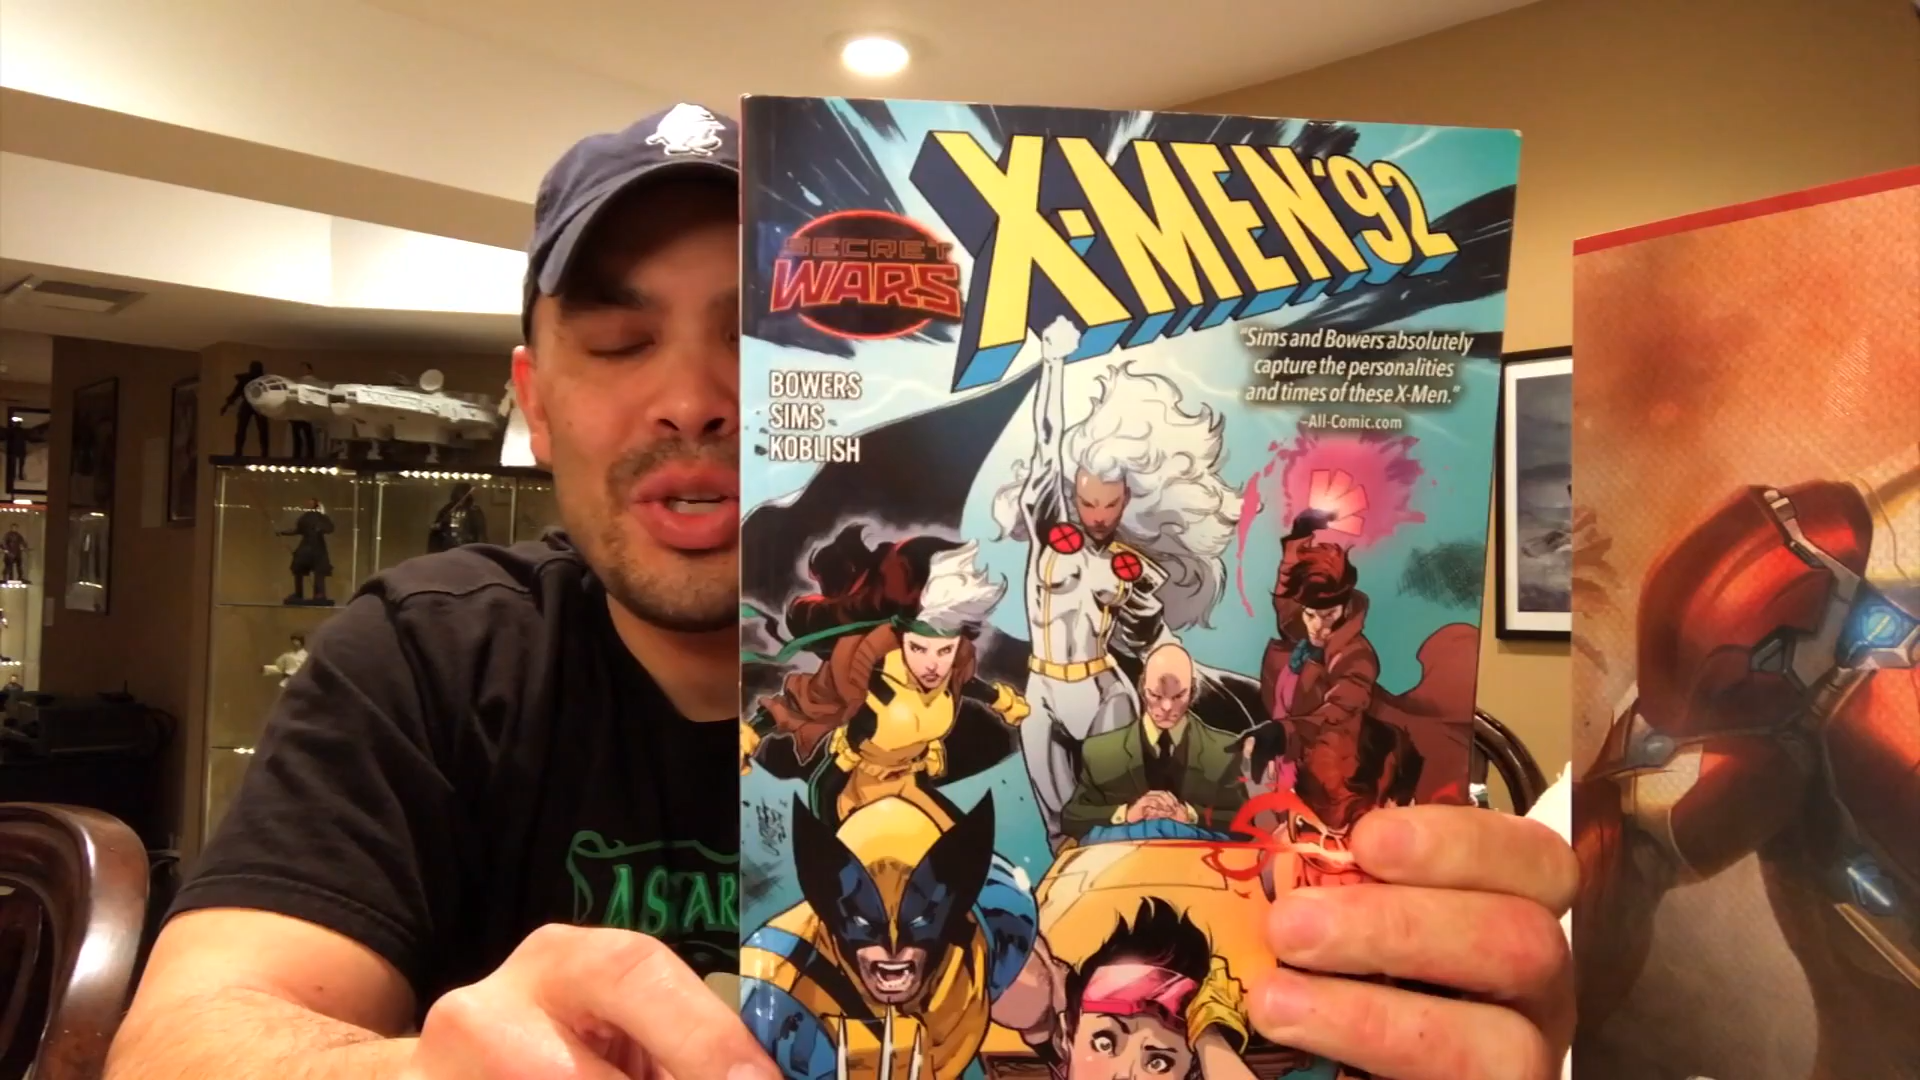 X-MEN '92
SECRET
WARS
"Sims and Bowers absolutely
capture the personalities
and times of these X-Men."
–All-Comic.com
BOWERS
SIMS
KOBLISH